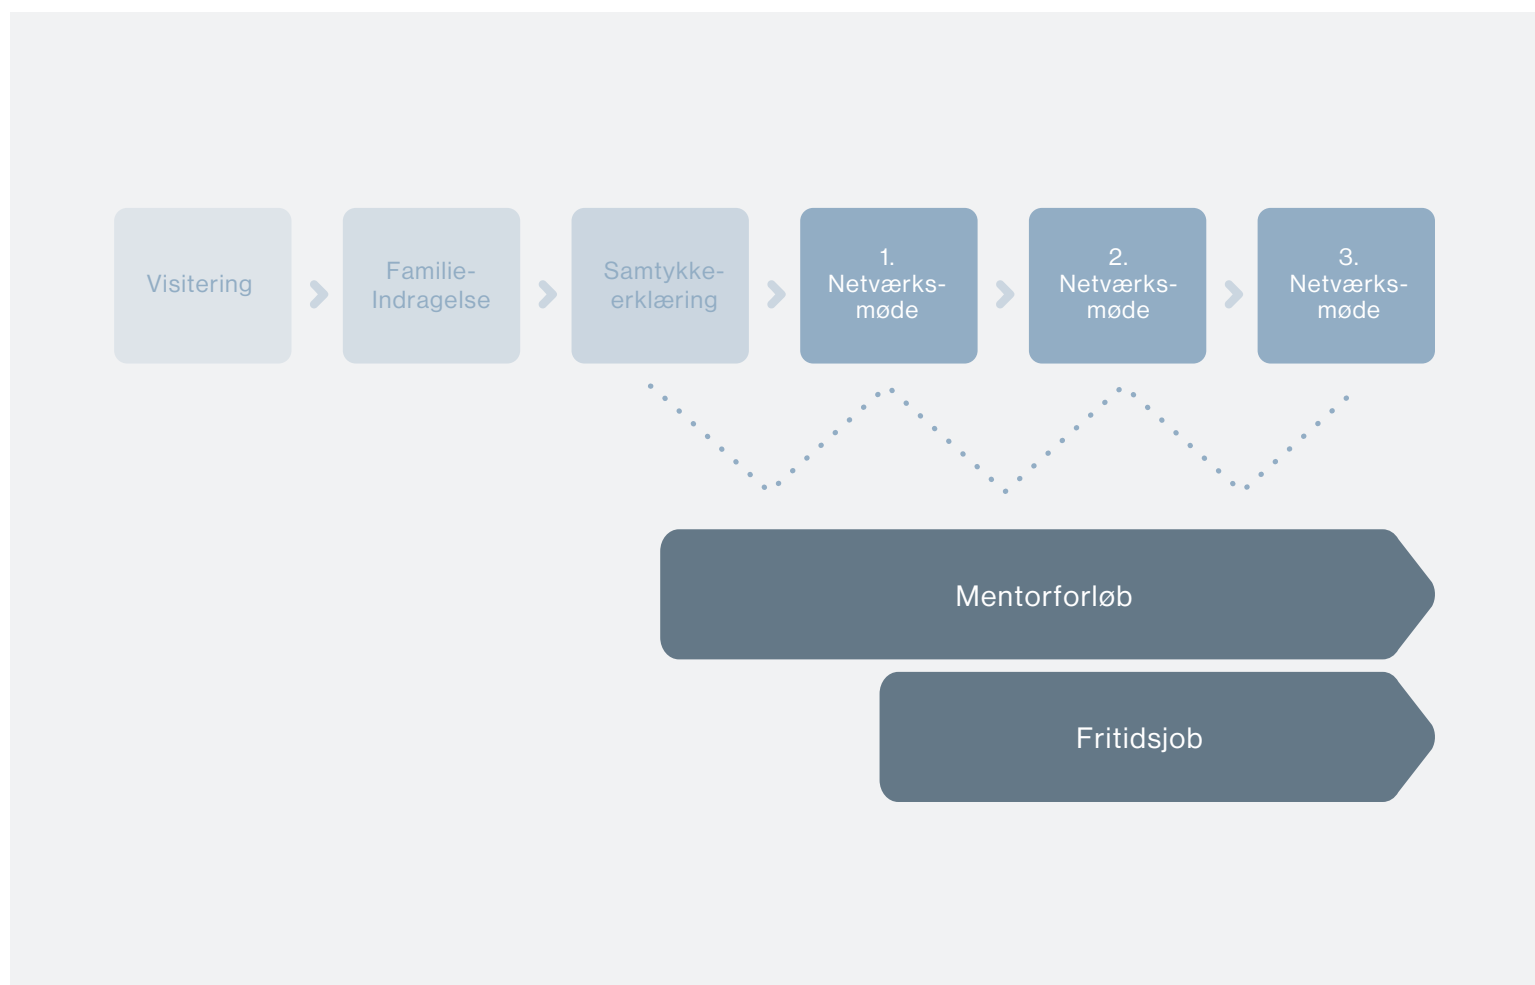 Visitering
Familie-
Indragelse
Samtykke-
erklæring
1.
Netværks-
møde
2.
Netværks-
møde
3.
Netværks-
møde
Mentorforløb
Fritidsjob